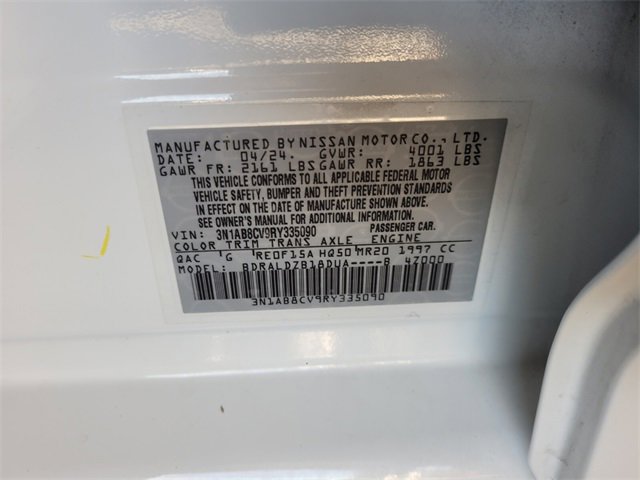 MANUFACTURED BY NISSAN MOTOR CO., LTD.
DATE: 04/24. GVWR: 4001 LBS
GAWR FR: 2161 LBS GAWR RR: 1863 LBS
THIS VEHICLE CONFORMS TO ALL APPLICABLE FEDERAL MOTOR
VEHICLE SAFETY, BUMPER AND THEFT PREVENTION STANDARDS
IN EFFECT ON THE DATE OF MANUFACTURE SHOWN ABOVE.
SEE OWNER'S MANUAL FOR ADDITIONAL INFORMATION.
VIN: 3N1AB8CV9RY335090 PASSENGER CAR.
COLOR TRIM TRANS AXLE ENGINE
QAC 'G 'RE0F15A HQ50 MR20 1997 CC
MODEL: BDRALDZB18DUA----B 4Z000
3N1AB8CV9RY335090